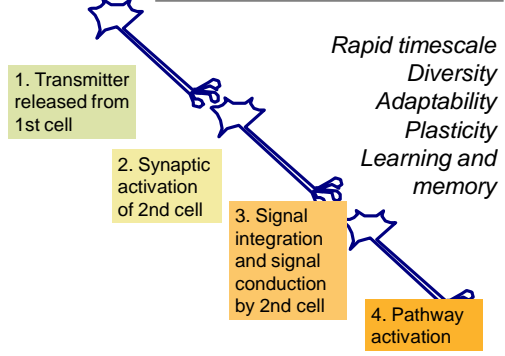 Rapid timescale
Diversity
Adaptability
Plasticity
Learning and
memory
1. Transmitter
released from
1st cell
2. Synaptic
activation
of 2nd cell
3. Signal
integration
and signal
conduction
by 2nd cell
4. Pathway
activation